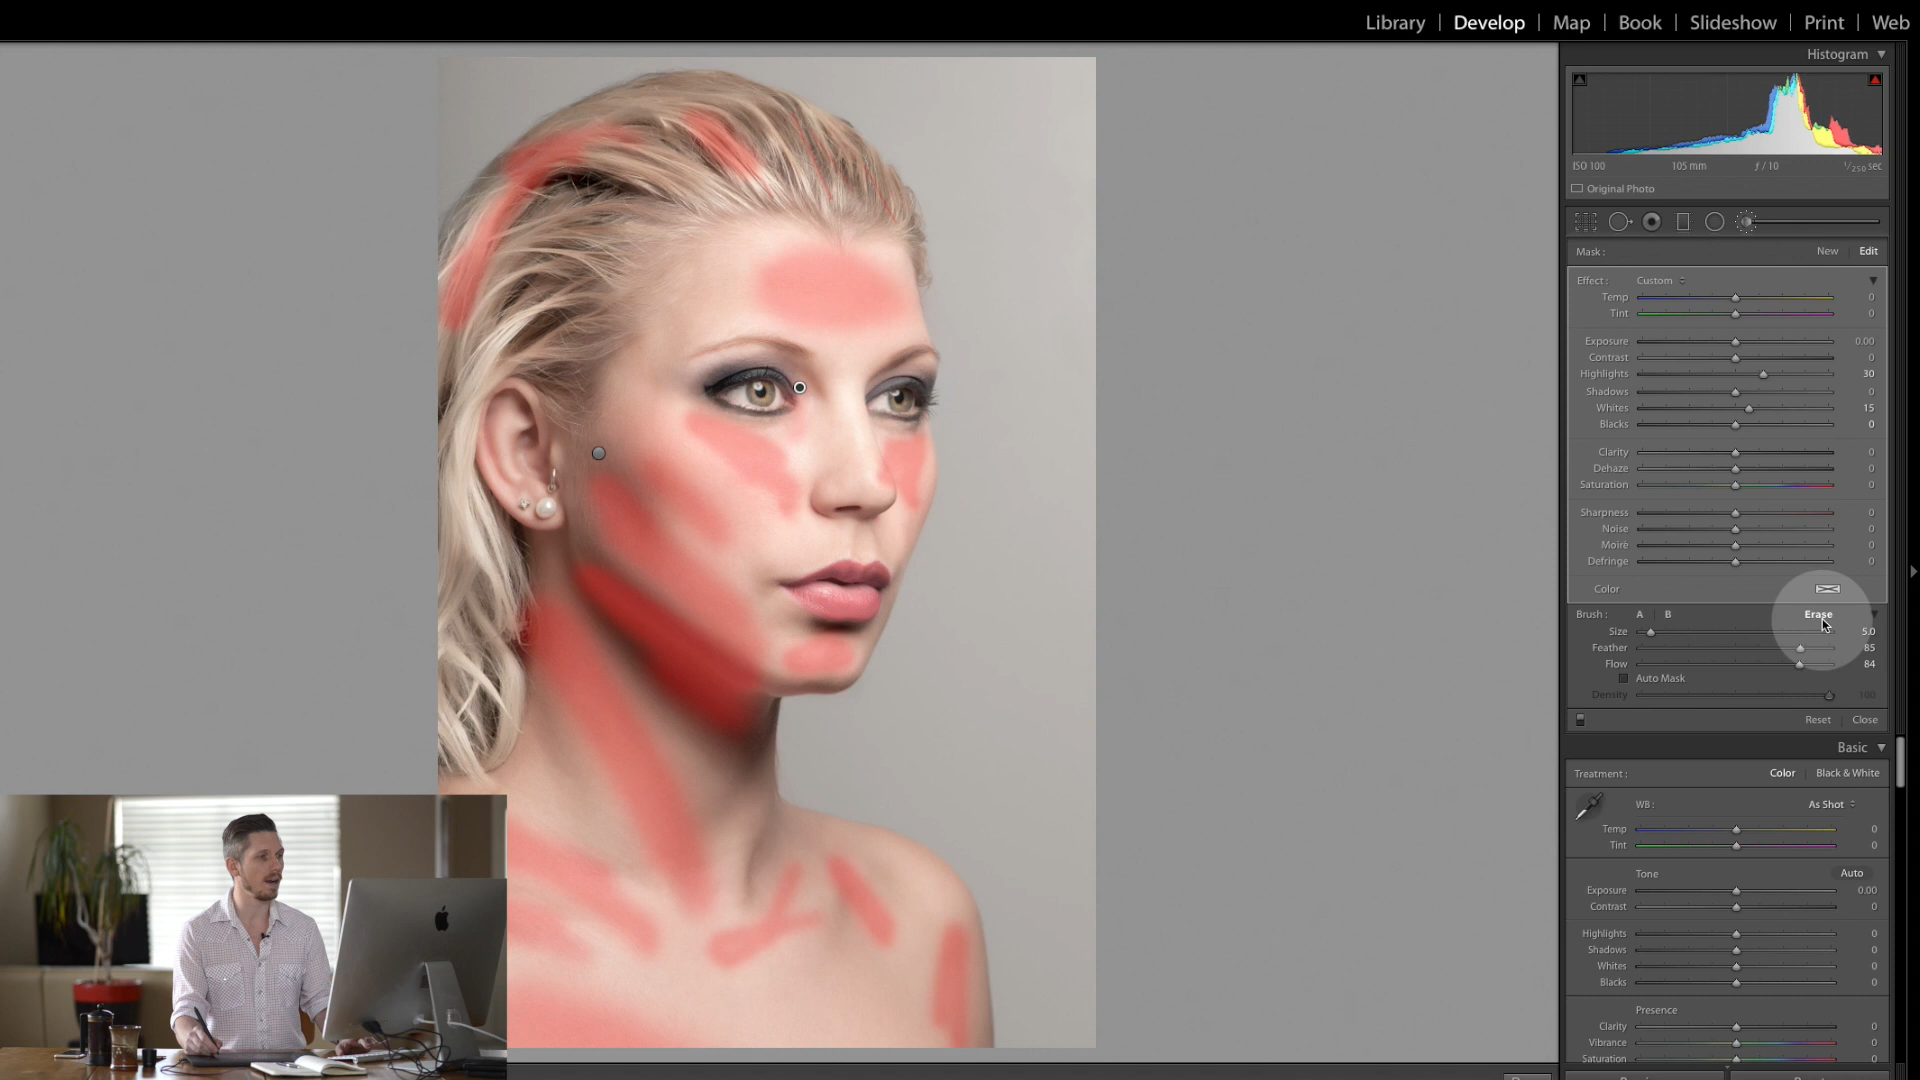 Library | Develop | Map | Book | Slideshow | Print | Web
Histogram
ISO 100 105 mm ƒ / 10 1/250 sec
Original Photo
Mask : New Edit
Effect : Custom
Temp 0
Tint 0
Exposure 0.00
Contrast 0
Highlights 30
Shadows 0
Whites 15
Blacks 0
Clarity 0
Dehaze 0
Saturation 0
Sharpness 0
Noise 0
Moiré 0
Defringe 0
Color
Brush : A | B Erase
Size 5.0
Feather 85
Flow 84
Auto Mask
Density 100
Reset | Close
Basic
Treatment : Color | Black & White
WB : As Shot
Temp 0
Tint 0
Tone Auto
Exposure 0.00
Contrast 0
Highlights 0
Shadows 0
Whites 0
Blacks 0
Presence
Clarity 0
Vibrance 0
Saturation 0